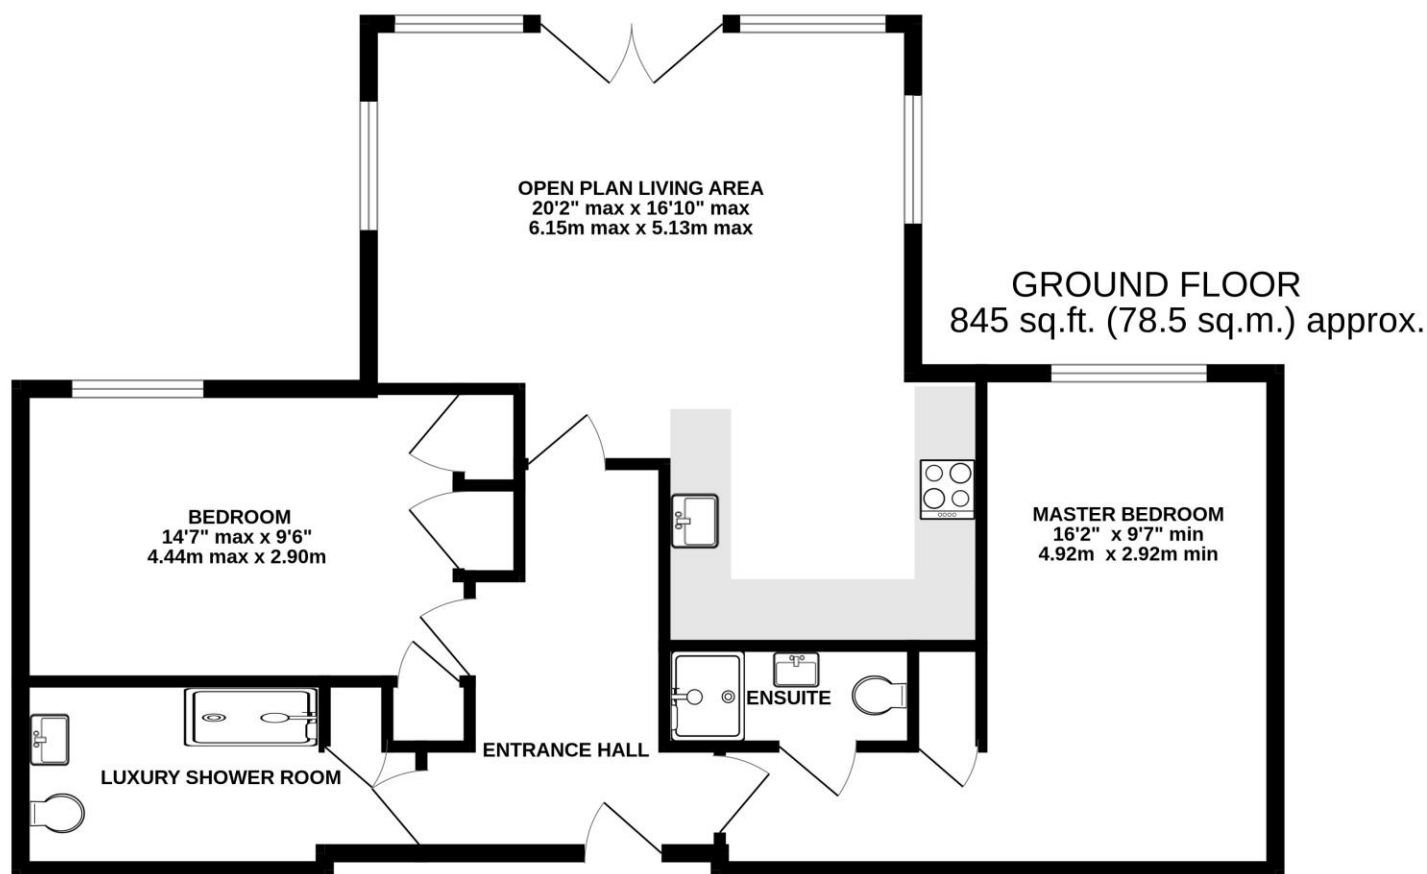 OPEN PLAN LIVING AREA
20'2" max x 16'10" max
6.15m max x 5.13m max
GROUND FLOOR
845 sq.ft. (78.5 sq.m.) approx.
BEDROOM
14'7" max x 9'6"
4.44m max x 2.90m
MASTER BEDROOM
16'2" x 9'7" min
4.92m x 2.92m min
ENSUITE
ENTRANCE HALL
LUXURY SHOWER ROOM